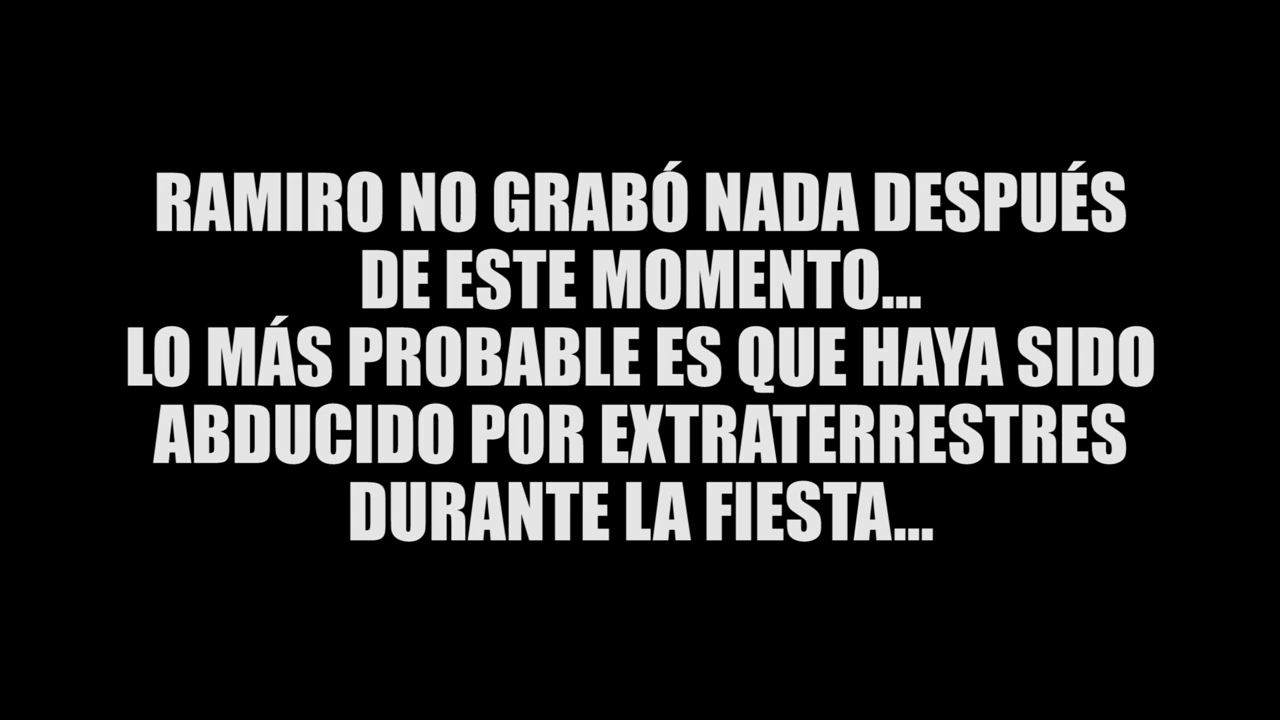 RAMIRO NO GRABÓ NADA DESPUÉS
DE ESTE MOMENTO...
LO MÁS PROBABLE ES QUE HAYA SIDO
ABDUCIDO POR EXTRATERRESTRES
DURANTE LA FIESTA...